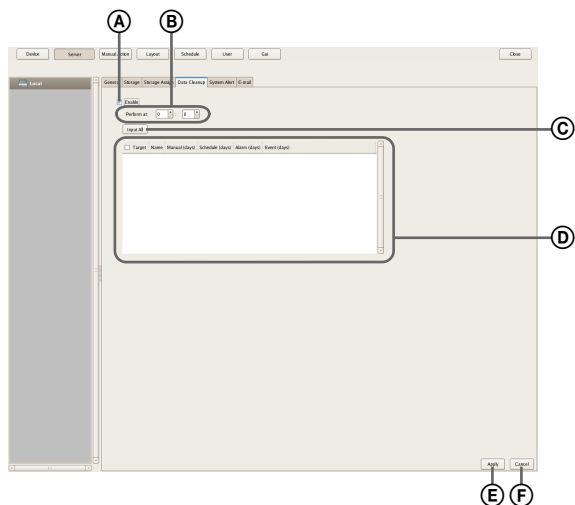 A B
Device Server Manual Action Layout Schedule User Gui Close
Local
General Storage Storage Assign Data Cleanup System Alert E-mail
Enable
Perform at: 0 : 0
Input All
C
Target Name Manual (days) Schedule (days) Alarm (days) Event (days)
D
Apply Cancel
E F